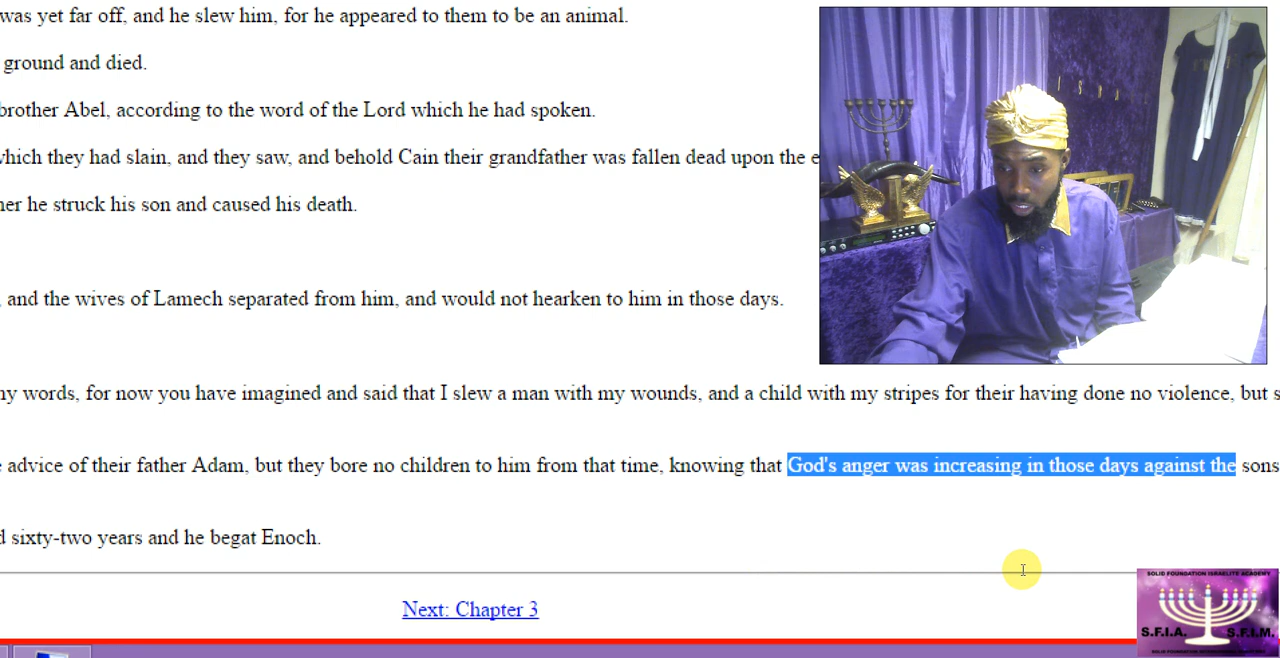 was yet far off, and he slew him, for he appeared to them to be an animal.
ground and died.
brother Abel, according to the word of the Lord which he had spoken.
which they had slain, and they saw, and behold Cain their grandfather was fallen dead upon the e
her he struck his son and caused his death.
, and the wives of Lamech separated from him, and would not hearken to him in those days.
my words, for now you have imagined and said that I slew a man with my wounds, and a child with my stripes for their having done no violence, but s
e advice of their father Adam, but they bore no children to him from that time, knowing that God's anger was increasing in those days against the sons
d sixty-two years and he begat Enoch.
Next: Chapter 3
SOLID FOUNDATION ISRAELITE ACADEMY
S.F.I.A. S.F.I.M.